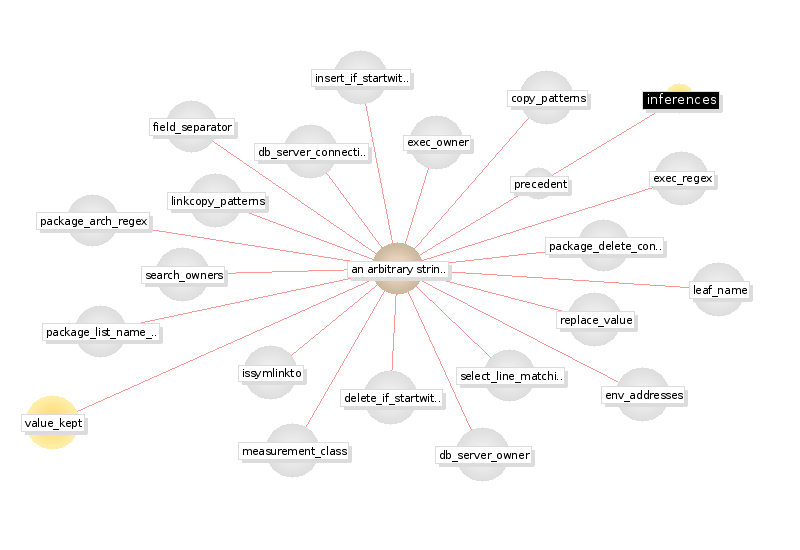 insert_if_startwit..
copy_patterns
inferences
field_separator
db_server_connecti..
exec_owner
precedent
exec_regex
linkcopy_patterns
package_arch_regex
package_delete_con..
search_owners
an arbitrary strin..
leaf_name
package_list_name_..
replace_value
issymlinkto
select_line_matchi..
delete_if_startwit..
env_addresses
value_kept
measurement_class
db_server_owner